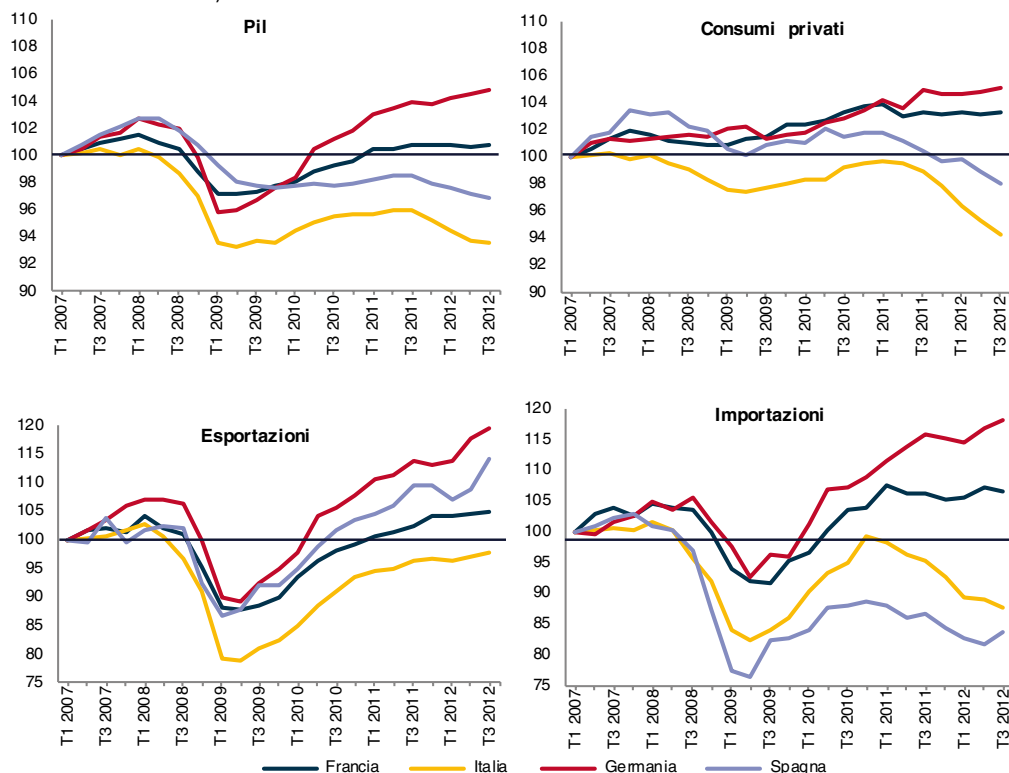 Pil
110
108
106
104
102
100
98
96
94
92
90
T1 2007
T3 2007
T1 2008
T3 2008
T1 2009
T3 2009
T1 2010
T3 2010
T1 2011
T3 2011
T1 2012
T3 2012
Consumi privati
110
108
106
104
102
100
98
96
94
92
90
T1 2007
T3 2007
T1 2008
T3 2008
T1 2009
T3 2009
T1 2010
T3 2010
T1 2011
T3 2011
T1 2012
T3 2012
Esportazioni
120
115
110
105
100
95
90
85
80
75
T1 2007
T3 2007
T1 2008
T3 2008
T1 2009
T3 2009
T1 2010
T3 2010
T1 2011
T3 2011
T1 2012
T3 2012
Importazioni
120
115
110
105
100
95
90
85
80
75
T1 2007
T3 2007
T1 2008
T3 2008
T1 2009
T3 2009
T1 2010
T3 2010
T1 2011
T3 2011
T1 2012
T3 2012
Francia Italia Germania Spagna